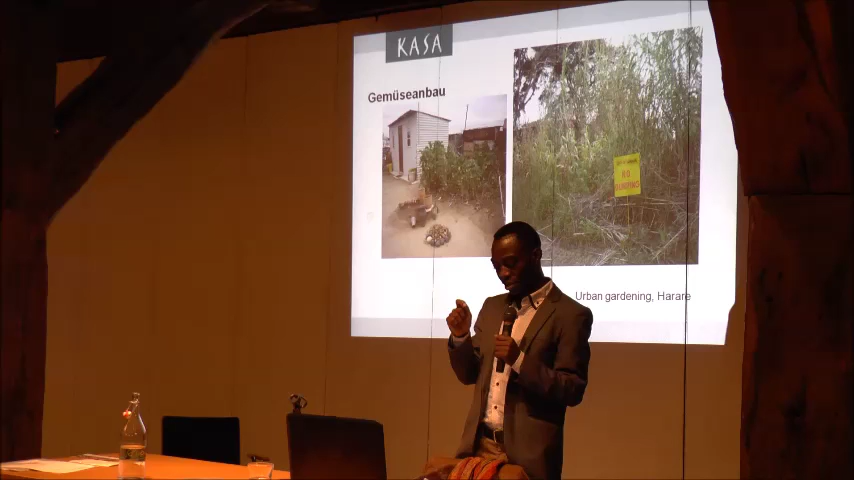 KASA
Gemüseanbau
NO
DUMPING
Urban gardening, Harare